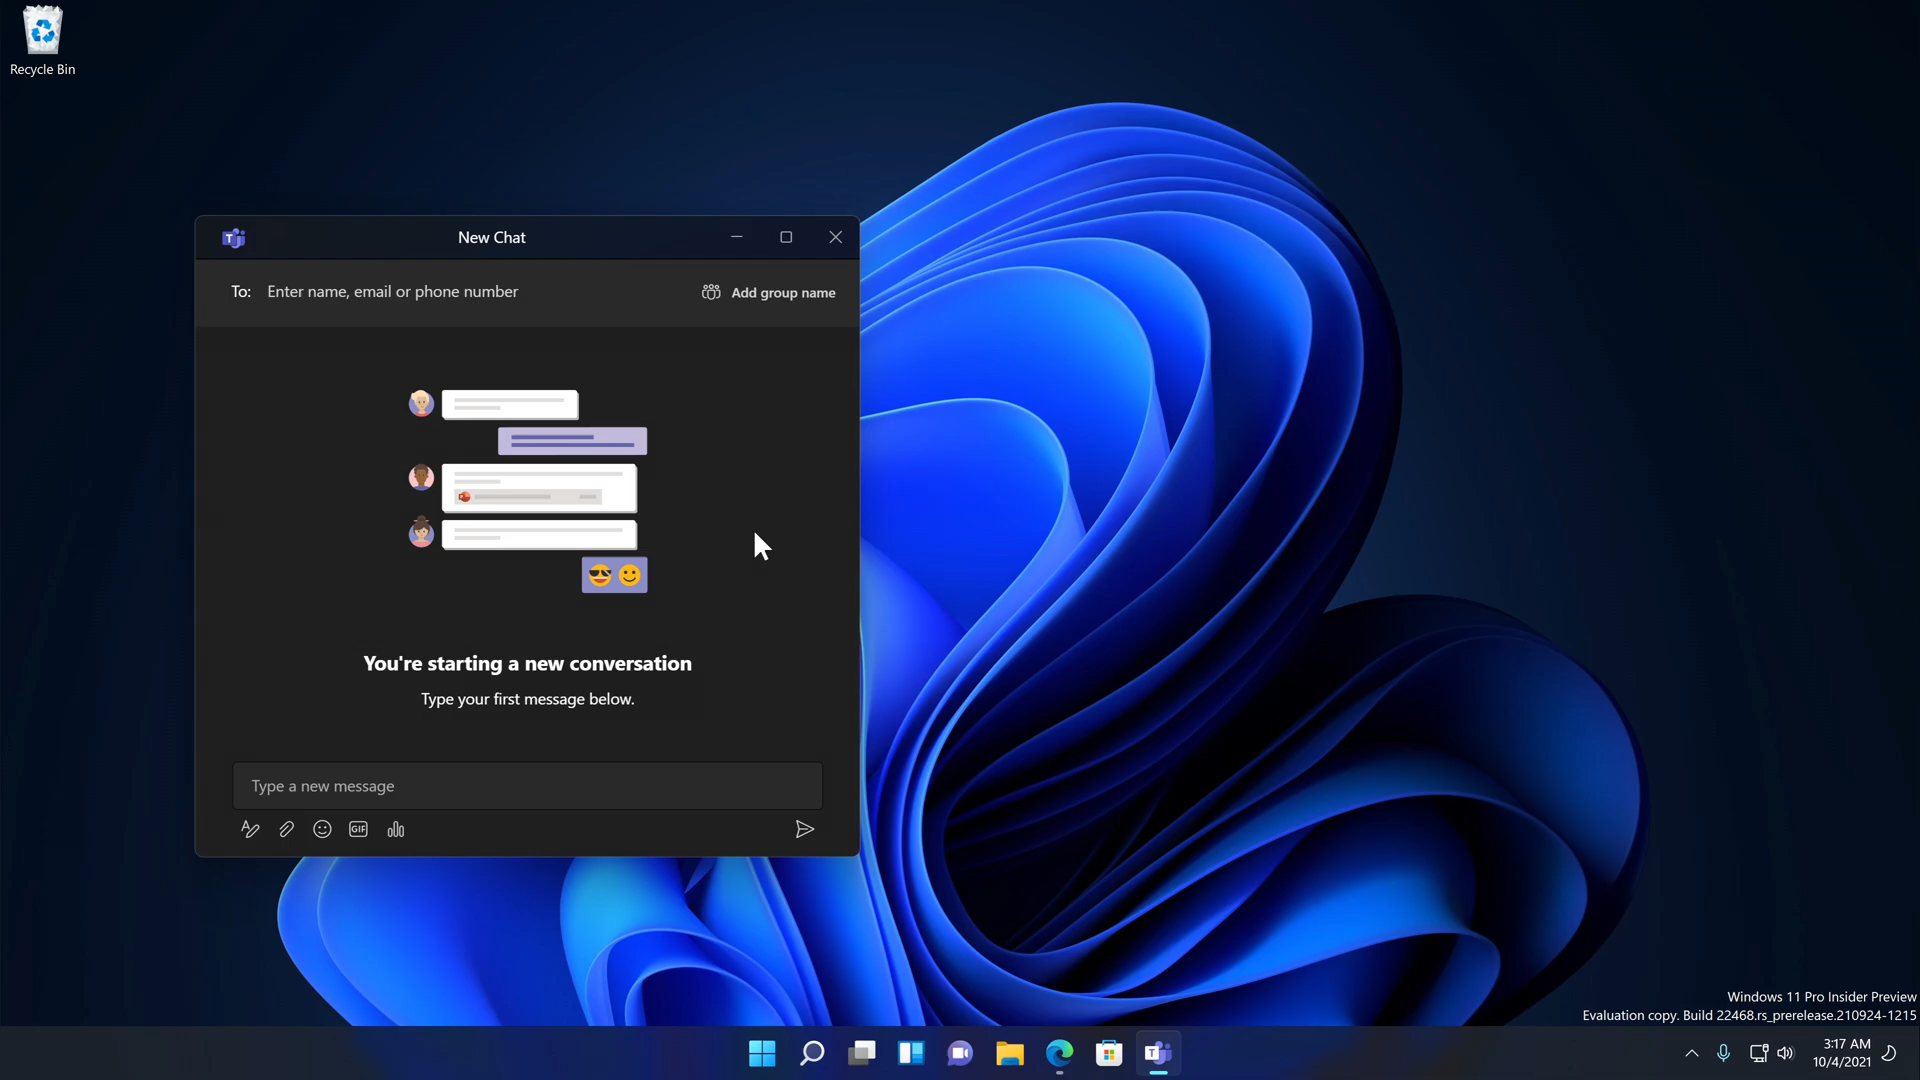 Recycle Bin
New Chat
To: Enter name, email or phone number
Add group name
You're starting a new conversation
Type your first message below.
Type a new message
GIF
Windows 11 Pro Insider Preview
Evaluation copy. Build 22468.rs_prerelease.210924-1215
3:17 AM
10/4/2021